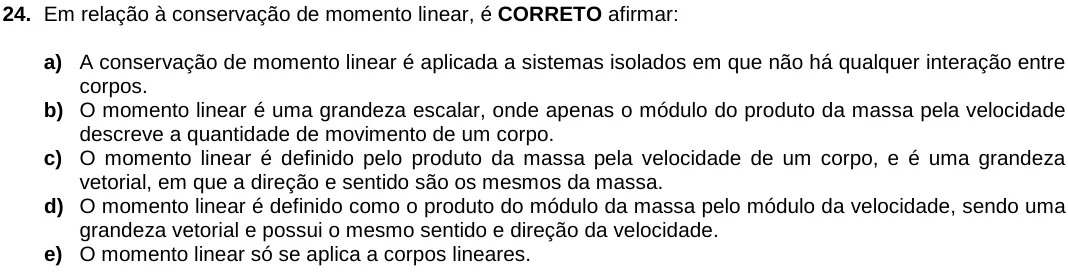 24. Em relação à conservação de momento linear, é CORRETO afirmar:
a) A conservação de momento linear é aplicada a sistemas isolados em que não há qualquer interação entre
corpos.
b) O momento linear é uma grandeza escalar, onde apenas o módulo do produto da massa pela velocidade
descreve a quantidade de movimento de um corpo.
c) O momento linear é definido pelo produto da massa pela velocidade de um corpo, e é uma grandeza
vetorial, em que a direção e sentido são os mesmos da massa.
d) O momento linear é definido como o produto do módulo da massa pelo módulo da velocidade, sendo uma
grandeza vetorial e possui o mesmo sentido e direção da velocidade.
e) O momento linear só se aplica a corpos lineares.